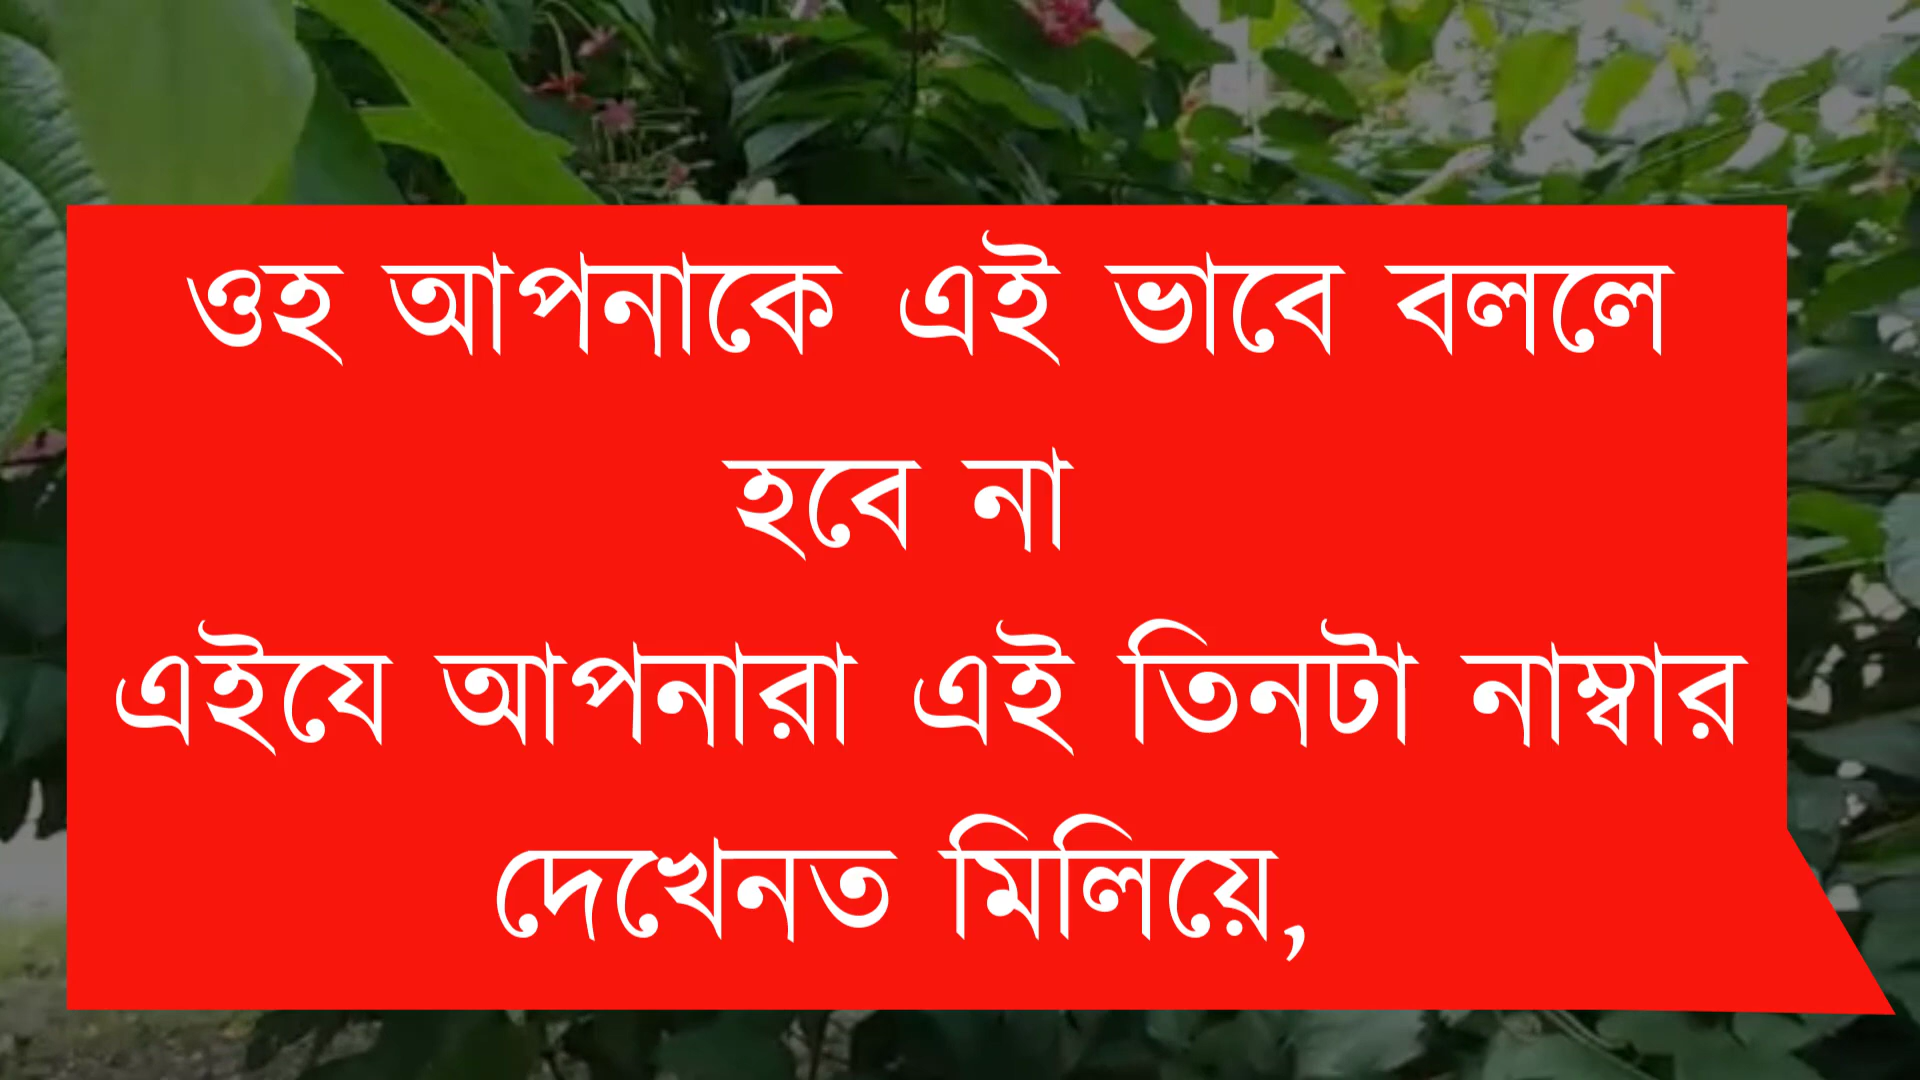 ওহ আপনাকে এই ভাবে বললে
হবে না
এইযে আপনারা এই তিনটা নাম্বার
দেখেনত মিলিয়ে,